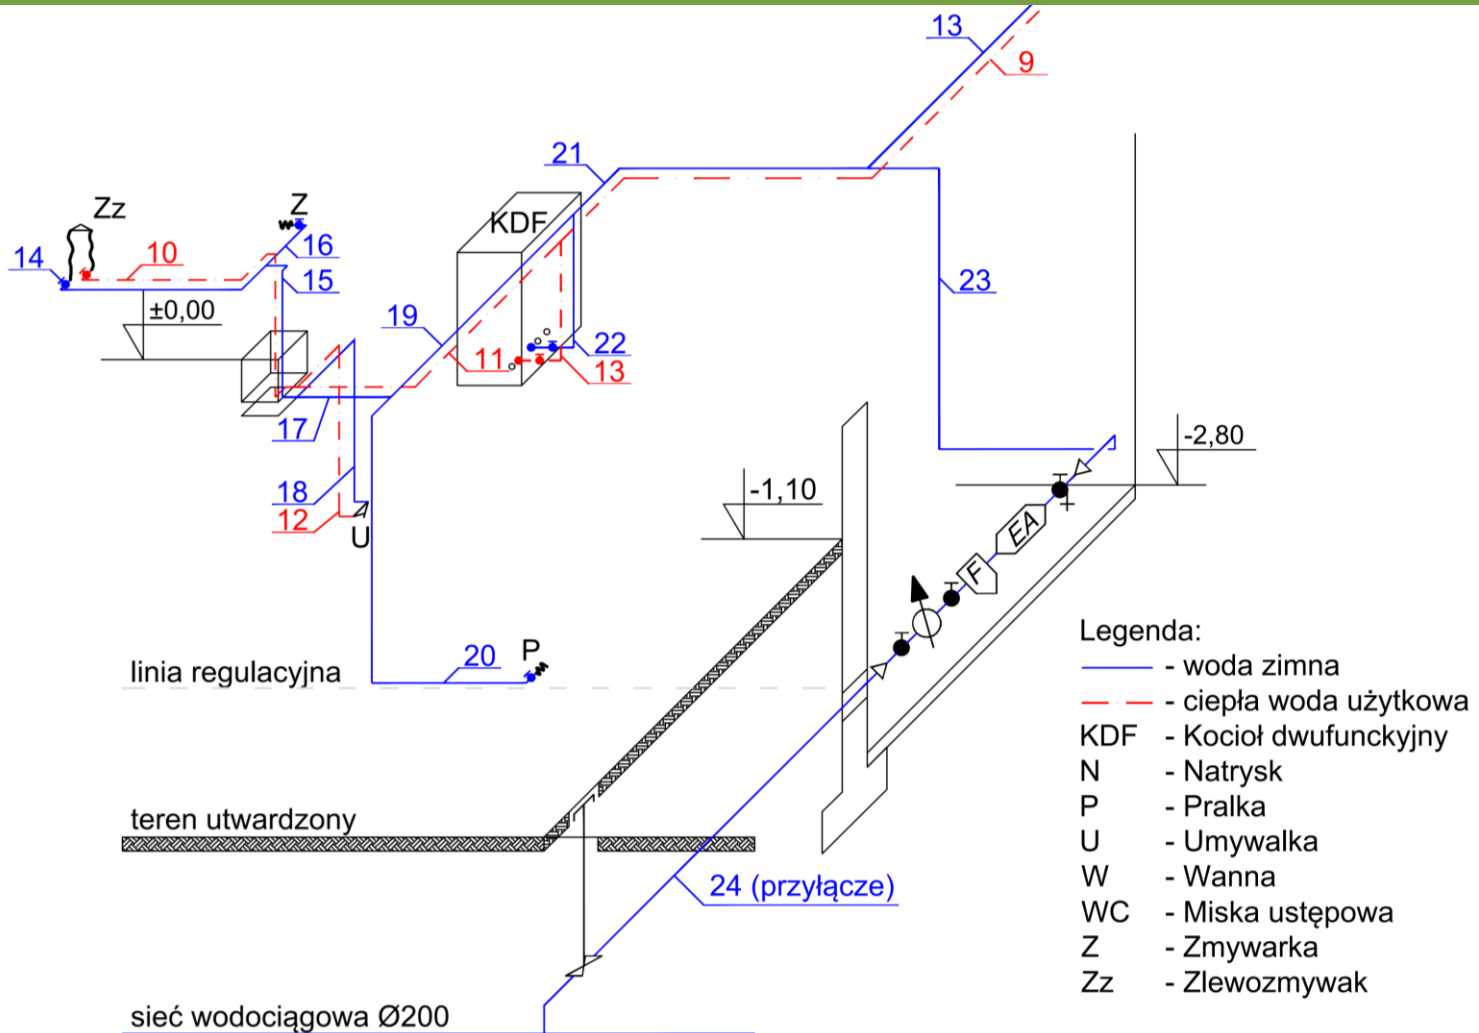 13
9
21
Zz
Z
KDF
14
10
16
15
23
±0,00
19
11
22
13
17
-2,80
18
-1,10
12
U
EA
F
P
20
linia regulacyjna
Legenda:
- woda zimna
- ciepła woda użytkowa
KDF - Kocioł dwufunckyjny
N - Natrysk
P - Pralka
teren utwardzony
U - Umywalka
W - Wanna
24 (przyłącze)
WC - Miska ustępowa
Z - Zmywarka
Zz - Zlewozmywak
sieć wodociągowa Ø200